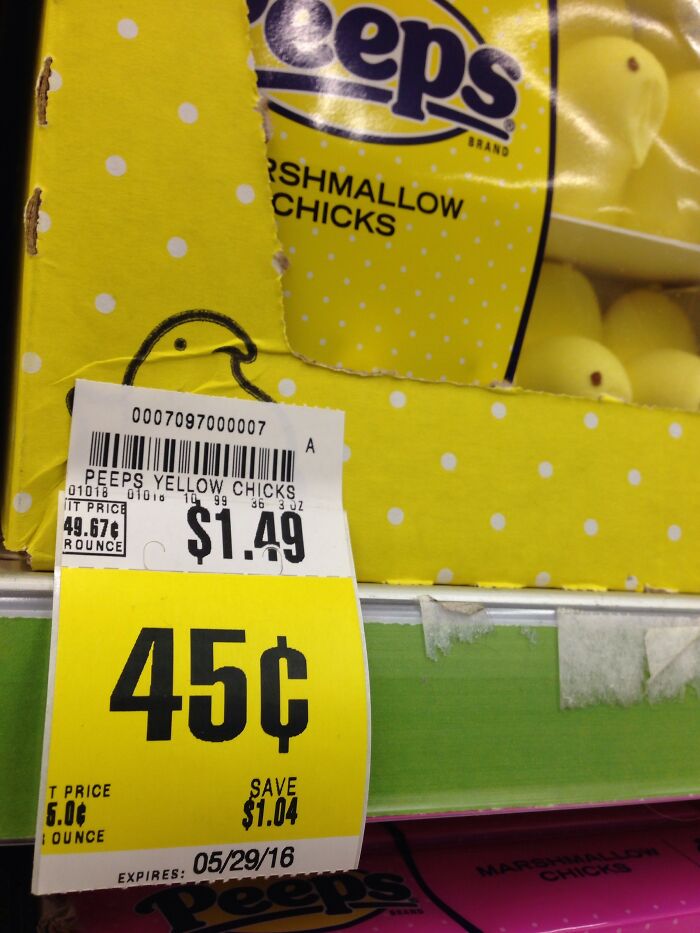 Peeps®
BRAND
RSHMALLOW
CHICKS
0007097000007
A
PEEPS YELLOW CHICKS
01018 01018 10 99 36 3 OZ
IT PRICE
49.67¢
R OUNCE
$1.49
45¢
T PRICE
5.0¢
OUNCE
SAVE
$1.04
EXPIRES: 05/29/16
Peeps
BRAND
MARSHMALLOW
CHICKS